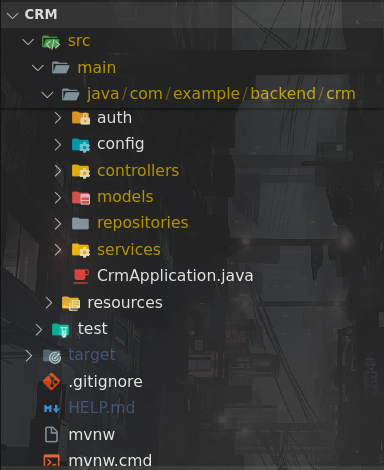 CRM
src
main
java/com/example/backend/crm
auth
config
controllers
models
repositories
services
CrmApplication.java
resources
test
target
.gitignore
HELP.md
mvnw
mvnw.cmd